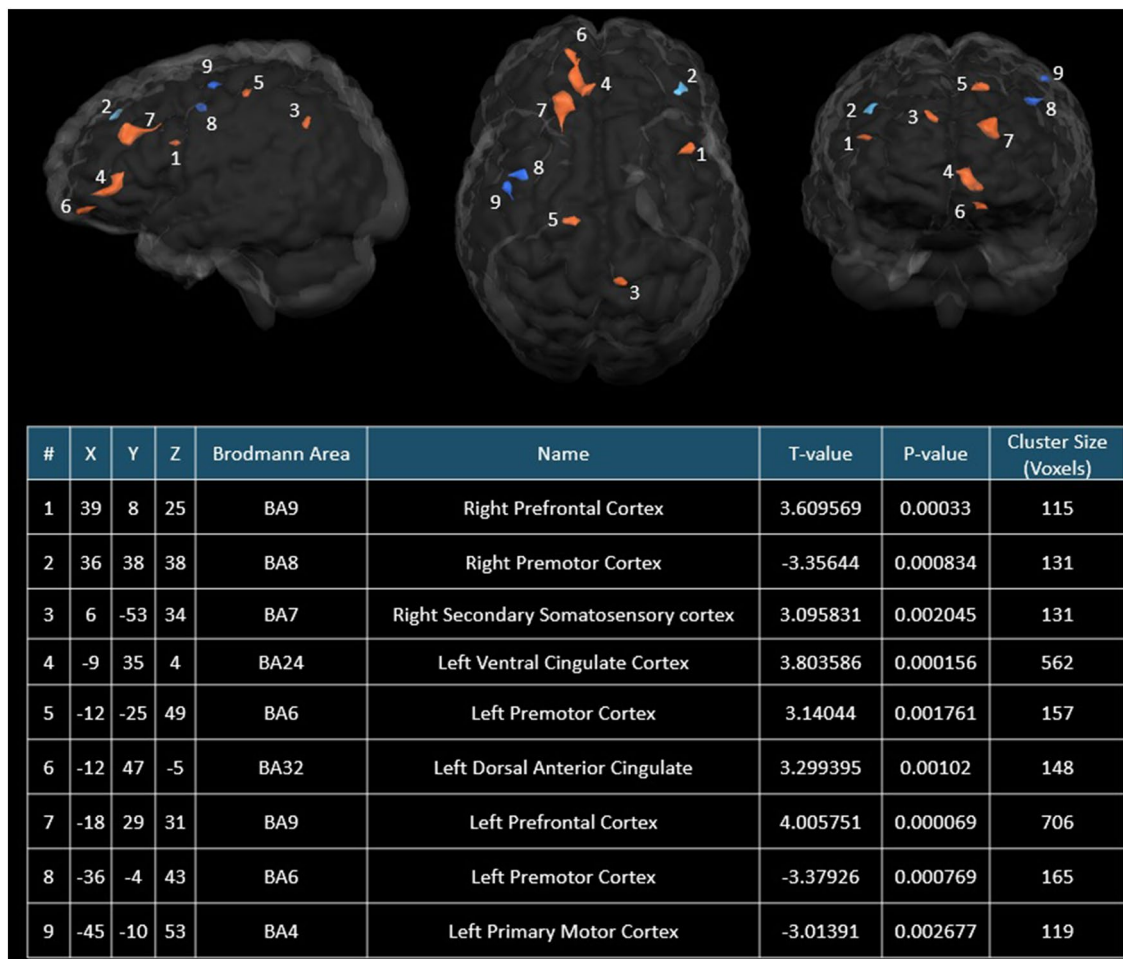 9 5
2 7 8 3
1
4
6
6
4 2
7
8 1
9
5
3
5 9
2 3 8
1 7
4
6
# X Y Z Brodmann Area Name T-value P-value Cluster Size (Voxels)
1 39 8 25 BA9 Right Prefrontal Cortex 3.609569 0.00033 115
2 36 38 38 BA8 Right Premotor Cortex -3.35644 0.000834 131
3 6 -53 34 BA7 Right Secondary Somatosensory cortex 3.095831 0.002045 131
4 -9 35 4 BA24 Left Ventral Cingulate Cortex 3.803586 0.000156 562
5 -12 -25 49 BA6 Left Premotor Cortex 3.14044 0.001761 157
6 -12 47 -5 BA32 Left Dorsal Anterior Cingulate 3.299395 0.00102 148
7 -18 29 31 BA9 Left Prefrontal Cortex 4.005751 0.000069 706
8 -36 -4 43 BA6 Left Premotor Cortex -3.37926 0.000769 165
9 -45 -10 53 BA4 Left Primary Motor Cortex -3.01391 0.002677 119